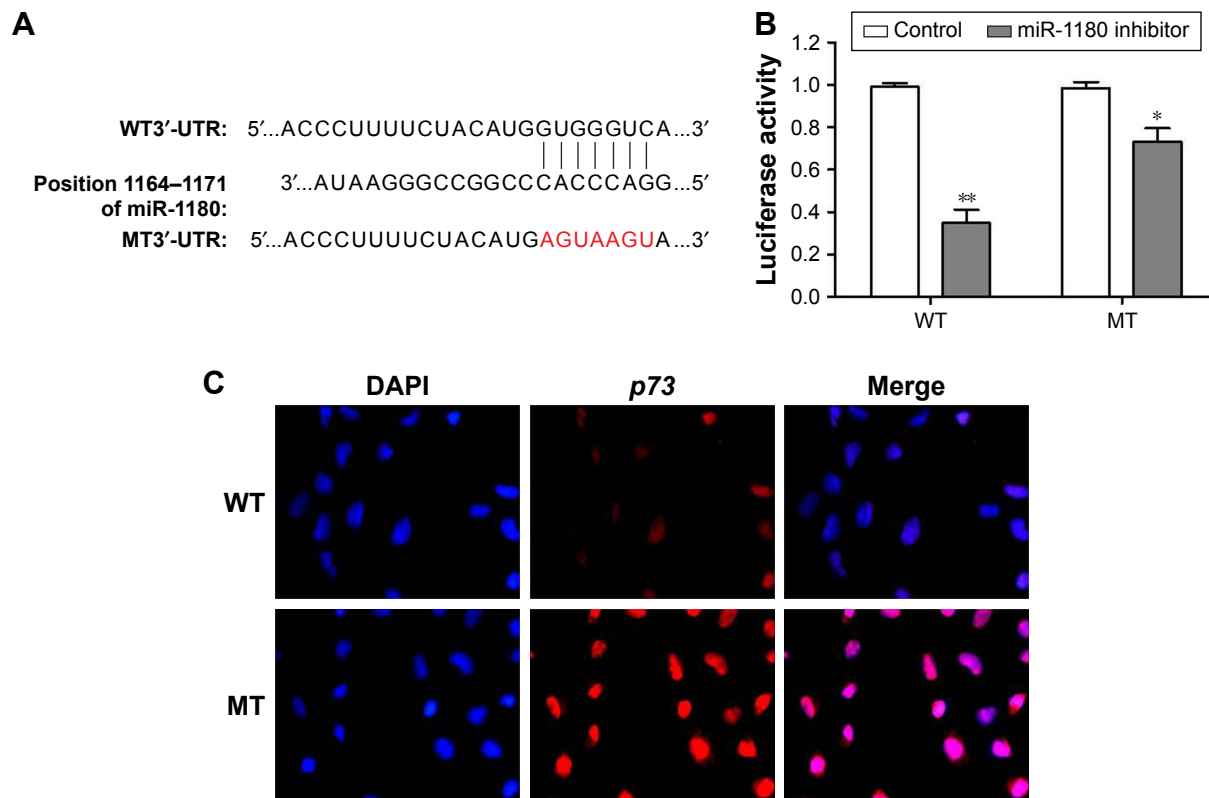 A
WT3′-UTR: 5′...ACCCUUUUCUACAUGGUGGGUCA...3′
Position 1164–1171
of miR-1180:
3′...AUAAGGGCCGGCCCACCCAGG...5′
MT3′-UTR: 5′...ACCCUUUUCUACAUGAGUAAGUA...3′
B
Control miR-1180 inhibitor
Luciferase activity
1.2
1.0
0.8
0.6
0.4
0.2
0.0
**
*
WT MT
C
DAPI p73 Merge
WT
MT